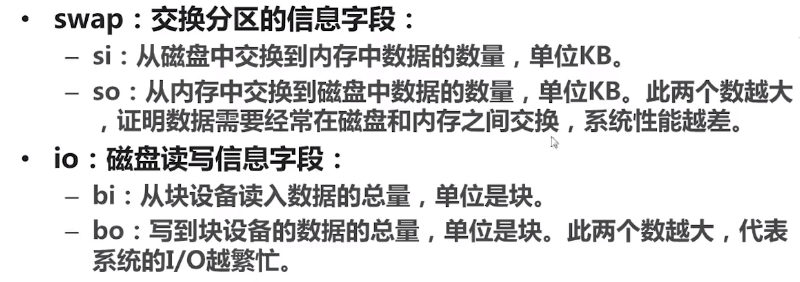 • swap：交换分区的信息字段：
– si：从磁盘中交换到内存中数据的数量，单位KB。
– so：从内存中交换到磁盘中数据的数量，单位KB。此两个数越大
，证明数据需要经常在磁盘和内存之间交换，系统性能越差。
• io：磁盘读写信息字段：
– bi：从块设备读入数据的总量，单位是块。
– bo：写到块设备的数据的总量，单位是块。此两个数越大，代表
系统的I/O越繁忙。